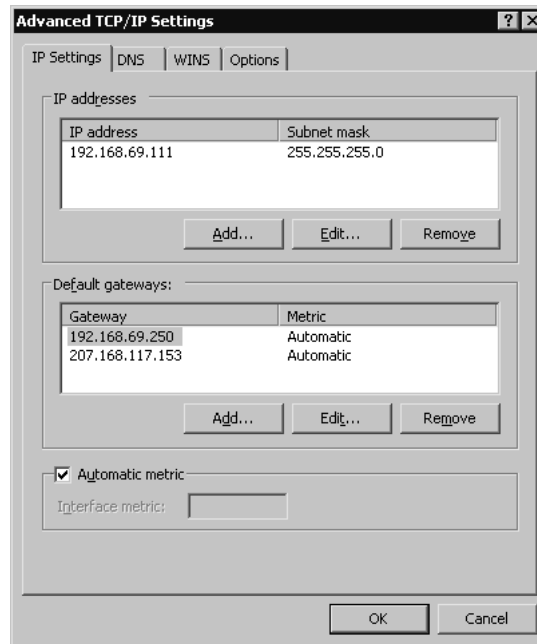 Advanced TCP/IP Settings
IP Settings DNS WINS Options
IP addresses
IP address Subnet mask
192.168.69.111 255.255.255.0
Add... Edit... Remove
Default gateways:
Gateway Metric
192.168.69.250 Automatic
207.168.117.153 Automatic
Add... Edit... Remove
Automatic metric
Interface metric:
OK Cancel